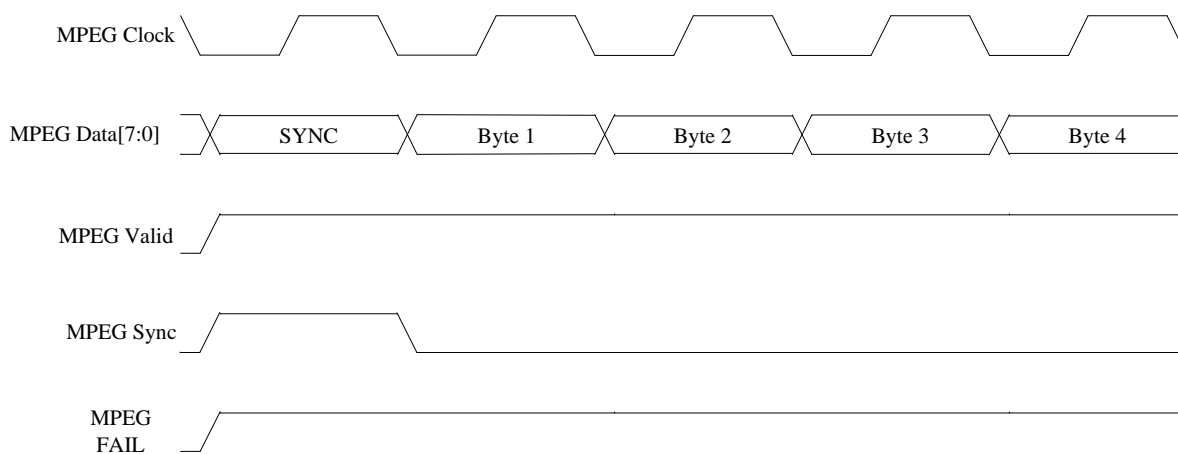 MPEG Clock
MPEG Data[7:0]
SYNC
Byte 1
Byte 2
Byte 3
Byte 4
MPEG Valid
MPEG Sync
MPEG
FAIL